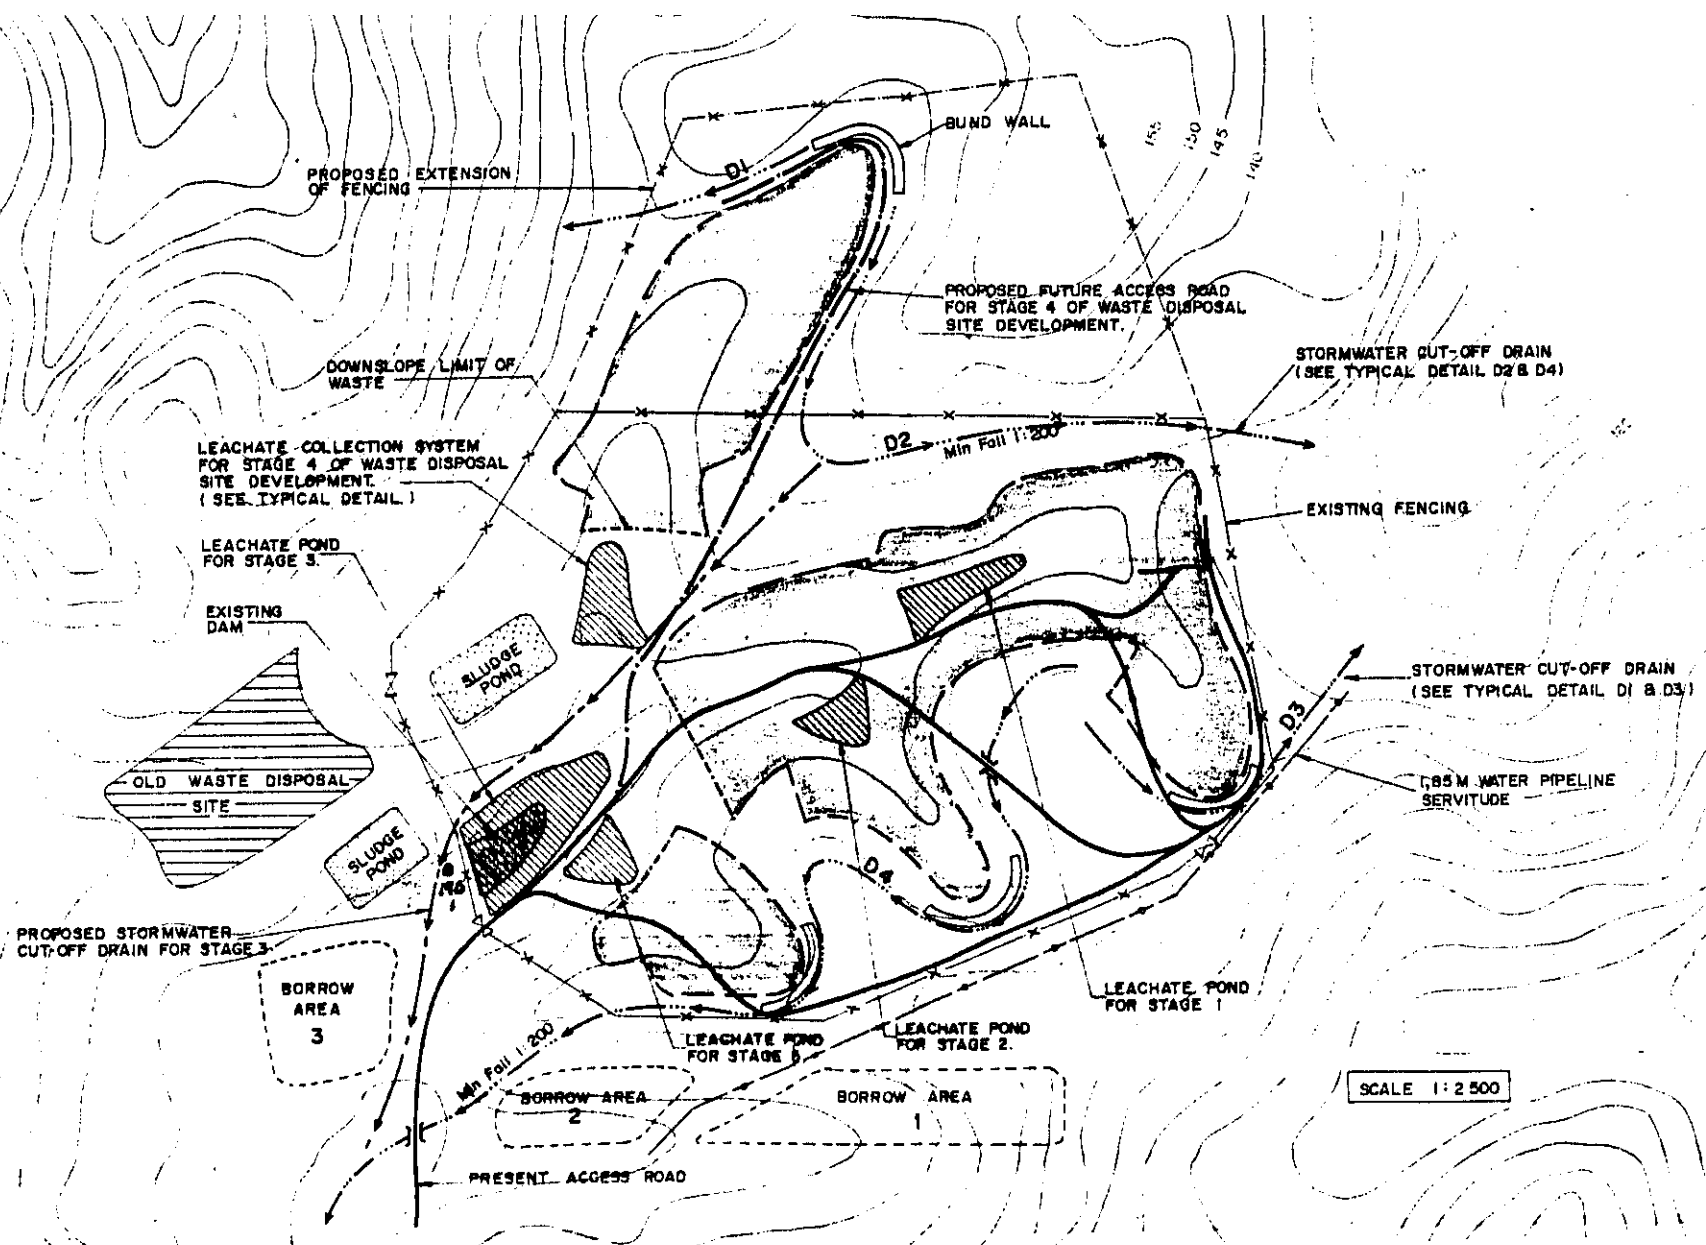 BUND WALL
155
150
145
140
D1
PROPOSED EXTENSION
OF FENCING
PROPOSED FUTURE ACCESS ROAD
FOR STAGE 4 OF WASTE DISPOSAL
SITE DEVELOPMENT.
STORMWATER CUT-OFF DRAIN
(SEE TYPICAL DETAIL D2 & D4)
DOWNSLOPE LIMIT OF
WASTE
D2
Min Fall 1:200
LEACHATE COLLECTION SYSTEM
FOR STAGE 4 OF WASTE DISPOSAL
SITE DEVELOPMENT.
(SEE TYPICAL DETAIL.)
EXISTING FENCING
LEACHATE POND
FOR STAGE 3.
EXISTING
DAM
SLUDGE
POND
STORMWATER CUT-OFF DRAIN
(SEE TYPICAL DETAIL D1 & D3)
D3
OLD WASTE DISPOSAL
SITE
1,85 M WATER PIPELINE
SERVITUDE
SLUDGE
POND
D4
PROPOSED STORMWATER
CUT-OFF DRAIN FOR STAGE 3
BORROW
AREA
3
LEACHATE POND
FOR STAGE 1
LEACHATE POND
FOR STAGE 2.
LEACHATE POND
FOR STAGE
Min Fall 1:200
BORROW AREA
2
BORROW AREA
1
SCALE 1:2 500
PRESENT ACCESS ROAD